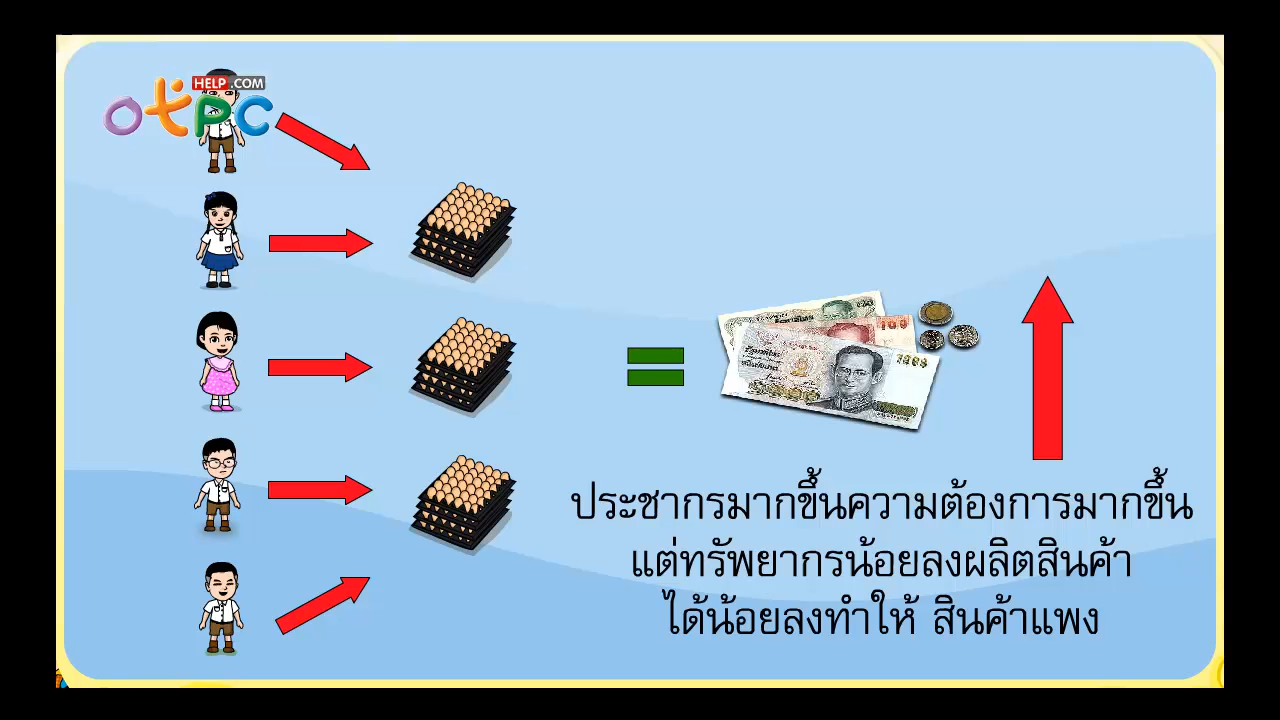 HELP.COM
otpc
ประชากรมากขึ้นความต้องการมากขึ้น
แต่ทรัพยากรน้อยลงผลิตสินค้า
ได้น้อยลงทำให้ สินค้าแพง